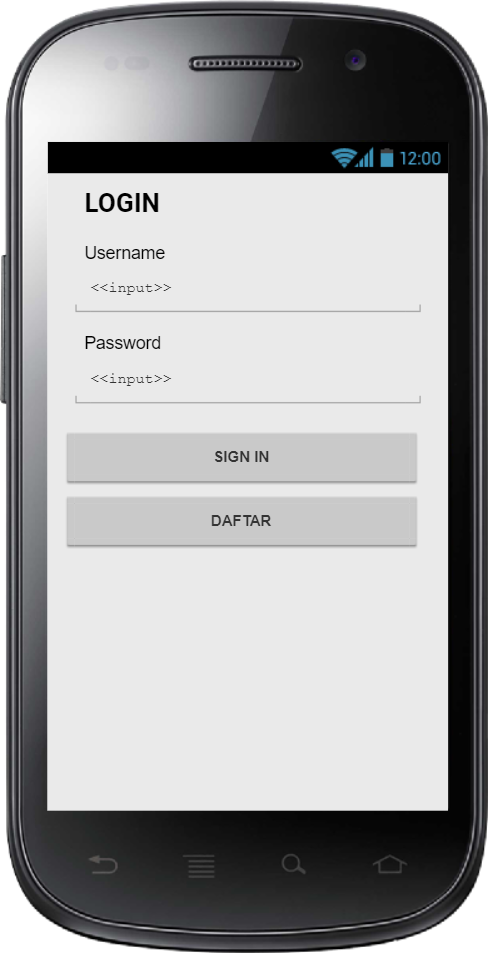 12:00
LOGIN
Username
<<input>>
Password
<<input>>
SIGN IN
DAFTAR